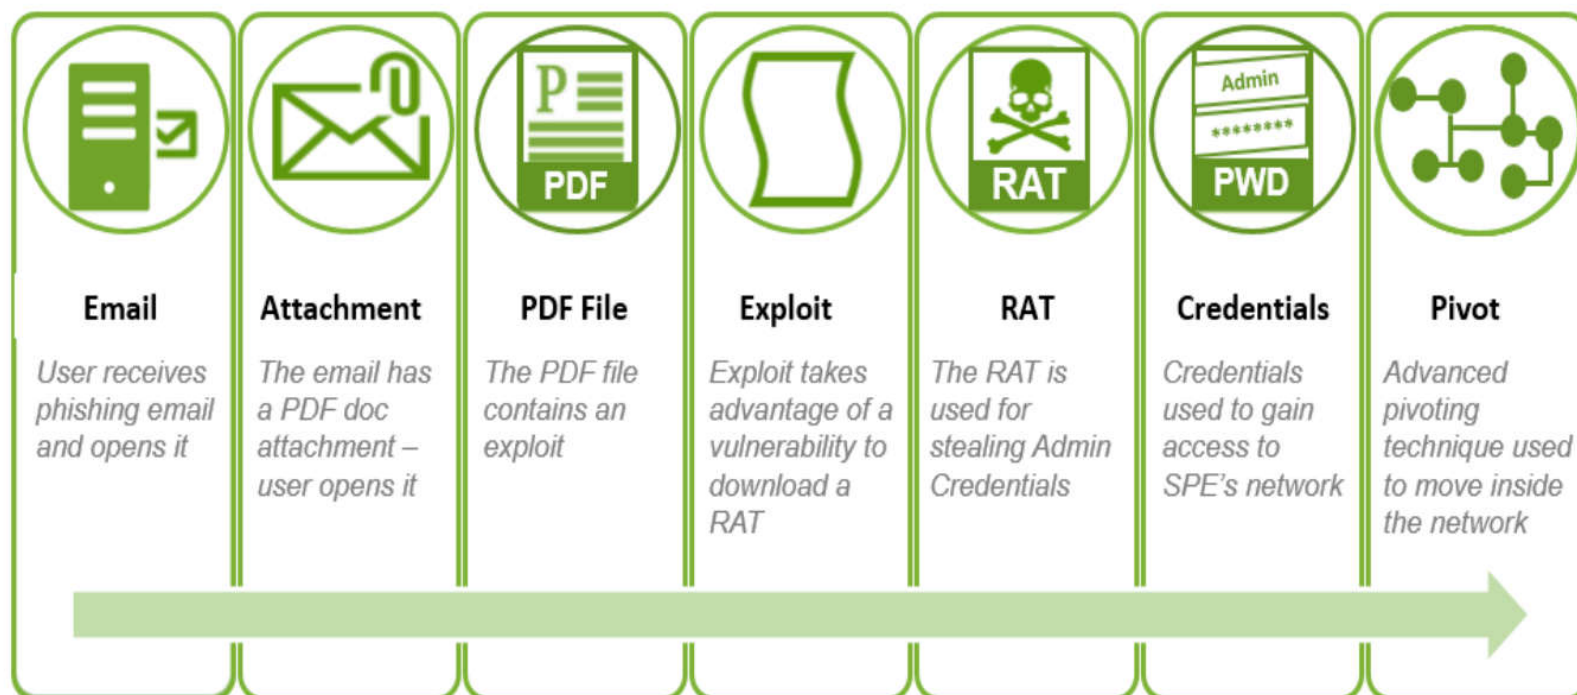 P
PDF
RAT
Admin
********
PWD
Email
User receives
phishing email
and opens it
Attachment
The email has
a PDF doc
attachment –
user opens it
PDF File
The PDF file
contains an
exploit
Exploit
Exploit takes
advantage of a
vulnerability to
download a
RAT
RAT
The RAT is
used for
stealing Admin
Credentials
Credentials
Credentials
used to gain
access to
SPE’s network
Pivot
Advanced
pivoting
technique used
to move inside
the network